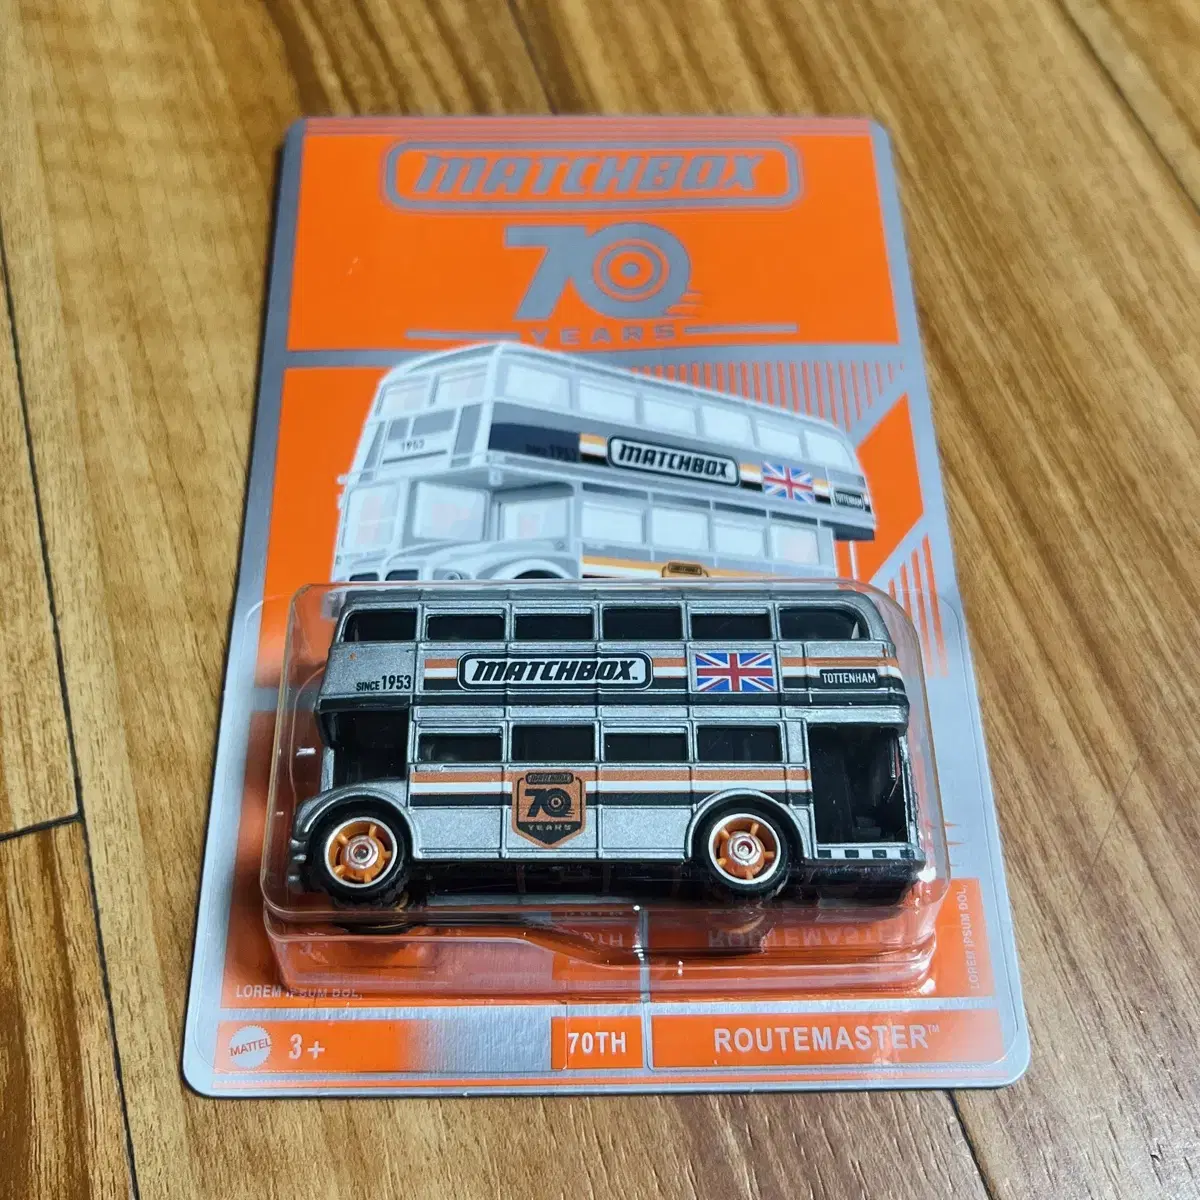 MATCHBOX
70
YEARS
1953
MATCHBOX
TOTTENHAM
MATCHBOX
SINCE 1953
MATCHBOX™
TOTTENHAM
MATCHBOX
70
YEARS
LOREM IPSUM DOL,
LOREM IPSUM DOL,
MATTEL
3+
70TH
ROUTEMASTER™